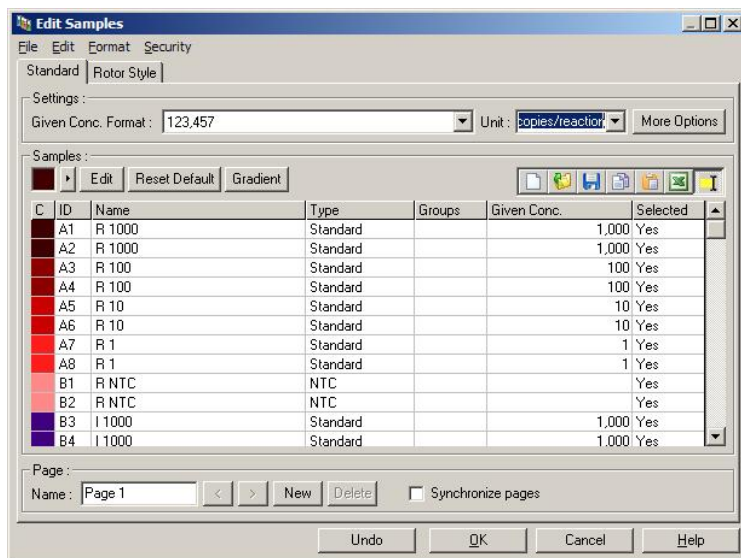 Edit Samples
File Edit Format Security
Standard Rotor Style
Settings :
Given Conc. Format : 123,457 Unit : copies/reaction More Options
Samples :
Edit Reset Default Gradient
C ID Name Type Groups Given Conc. Selected
A1 R 1000 Standard 1,000 Yes
A2 R 1000 Standard 1,000 Yes
A3 R 100 Standard 100 Yes
A4 R 100 Standard 100 Yes
A5 R 10 Standard 10 Yes
A6 R 10 Standard 10 Yes
A7 R 1 Standard 1 Yes
A8 R 1 Standard 1 Yes
B1 R NTC NTC Yes
B2 R NTC NTC Yes
B3 I 1000 Standard 1,000 Yes
B4 I 1000 Standard 1,000 Yes
Page :
Name : Page 1 < > New Delete Synchronize pages
Undo OK Cancel Help